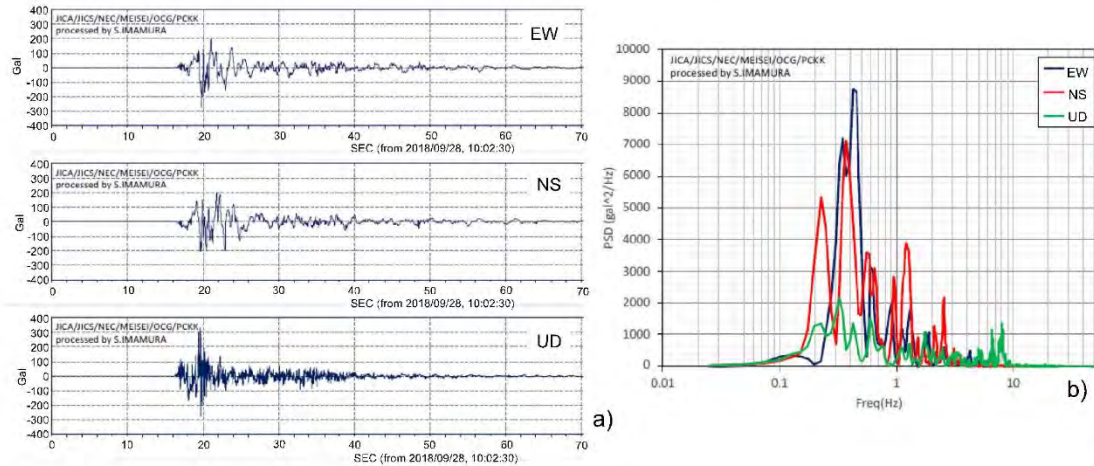 400
300
200
100
0
-100
-200
-300
-400
Gal
JICA/JICS/NEC/MEISEI/OCG/PCKK
processed by S.IMAMURA
EW
0 10 20 30 40 50 60 70
SEC (from 2018/09/28, 10:02:30)
400
300
200
100
0
-100
-200
-300
-400
Gal
JICA/JICS/NEC/MEISEI/OCG/PCKK
processed by S.IMAMURA
NS
0 10 20 30 40 50 60 70
SEC (from 2018/09/28, 10:02:30)
400
300
200
100
0
-100
-200
-300
-400
Gal
JICA/JICS/NEC/MEISEI/OCG/PCKK
processed by S.IMAMURA
UD
0 10 20 30 40 50 60 70
SEC (from 2018/09/28, 10:02:30)
a)
10000
9000
8000
7000
6000
5000
4000
3000
2000
1000
0
PSD (gal^2/Hz)
JICA/JICS/NEC/MEISEI/OCG/PCKK
processed by S.IMAMURA
EW
NS
UD
0.01 0.1 1 10
Freq(Hz)
b)